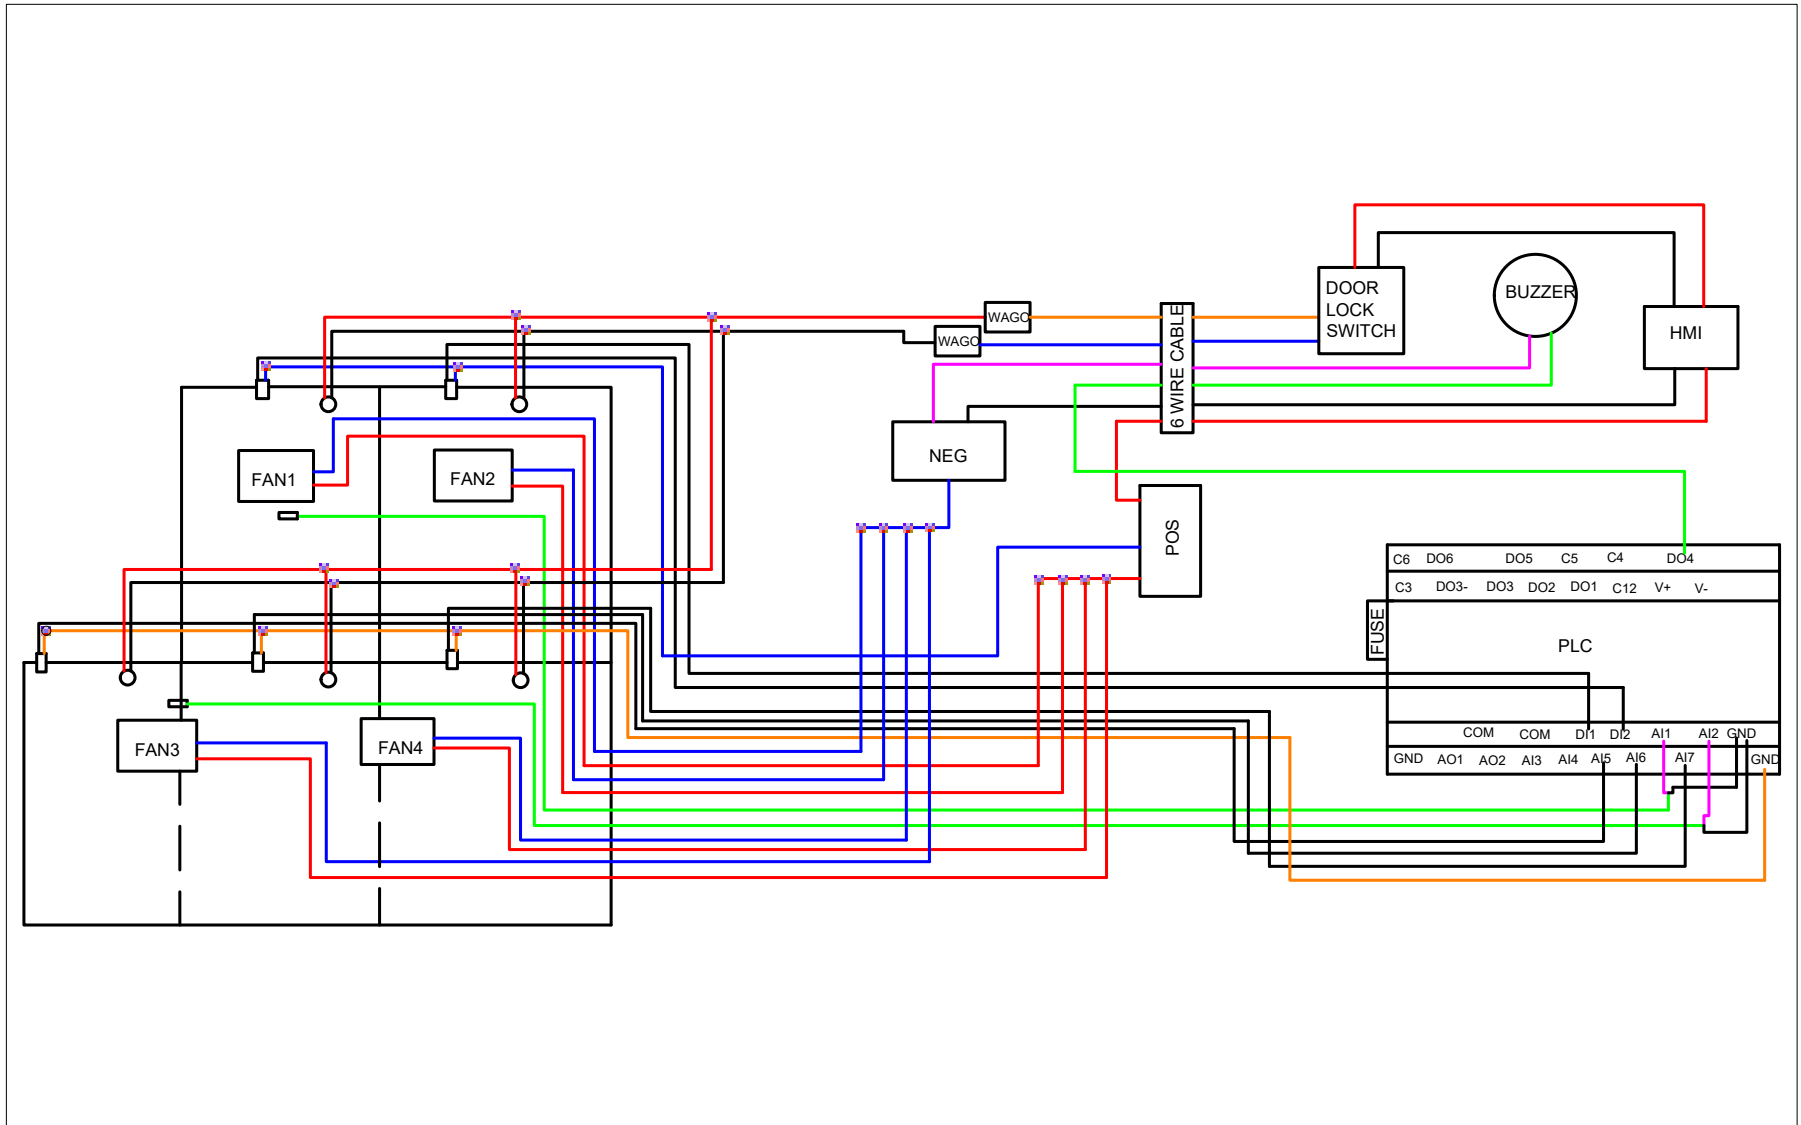 DOOR
LOCK
SWITCH
BUZZER
HMI
WAGO
WAGO
6 WIRE CABLE
NEG
POS
FAN1
FAN2
FAN3
FAN4
C6 DO6 DO5 C5 C4 DO4
C3 DO3- DO3 DO2 DO1 C12 V+ V-
FUSE
PLC
COM COM DI1 DI2 AI1 AI2 GND
GND AO1 AO2 AI3 AI4 AI5 AI6 AI7 GND